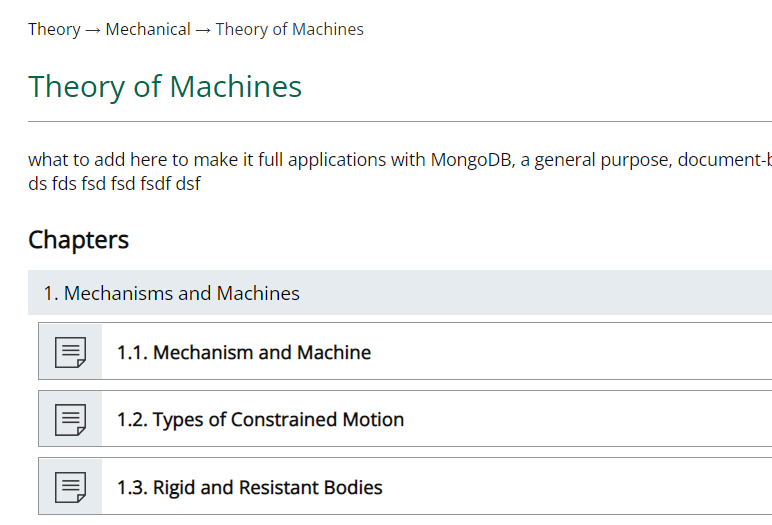 Theory → Mechanical → Theory of Machines
Theory of Machines
what to add here to make it full applications with MongoDB, a general purpose, document-b
ds fds fsd fsd fsdf dsf
Chapters
1. Mechanisms and Machines
1.1. Mechanism and Machine
1.2. Types of Constrained Motion
1.3. Rigid and Resistant Bodies